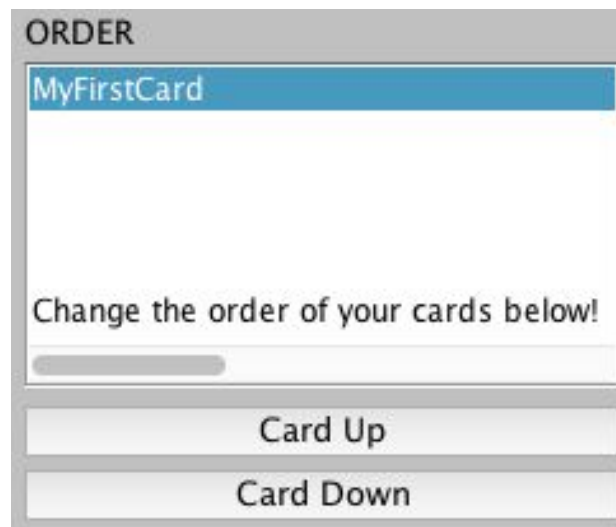 ORDER
MyFirstCard
Change the order of your cards below!
Card Up
Card Down